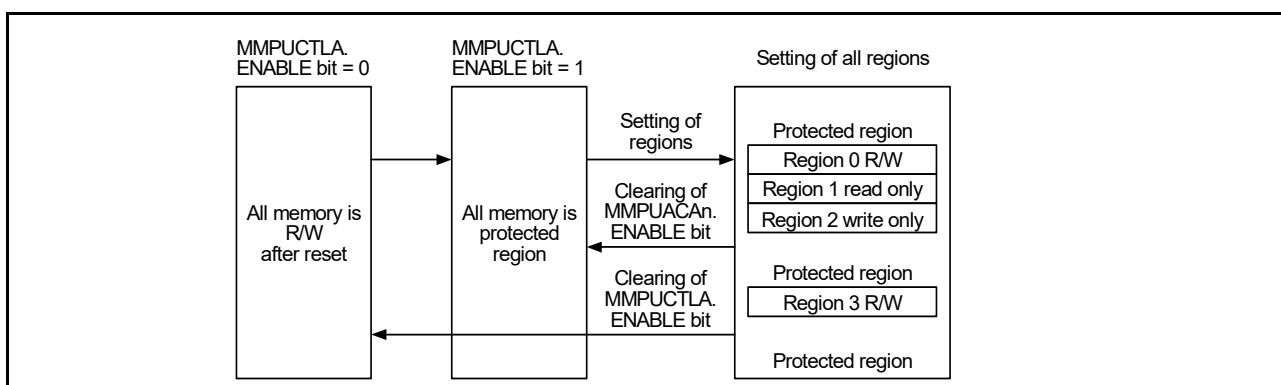 MMPUCTLA.
ENABLE bit = 0
MMPUCTLA.
ENABLE bit = 1
Setting of all regions
All memory is
R/W
after reset
All memory is
protected
region
Setting of
regions
Clearing of
MMPUACAn.
ENABLE bit
Clearing of
MMPUCTLA.
ENABLE bit
Protected region
Region 0 R/W
Region 1 read only
Region 2 write only
Protected region
Region 3 R/W
Protected region